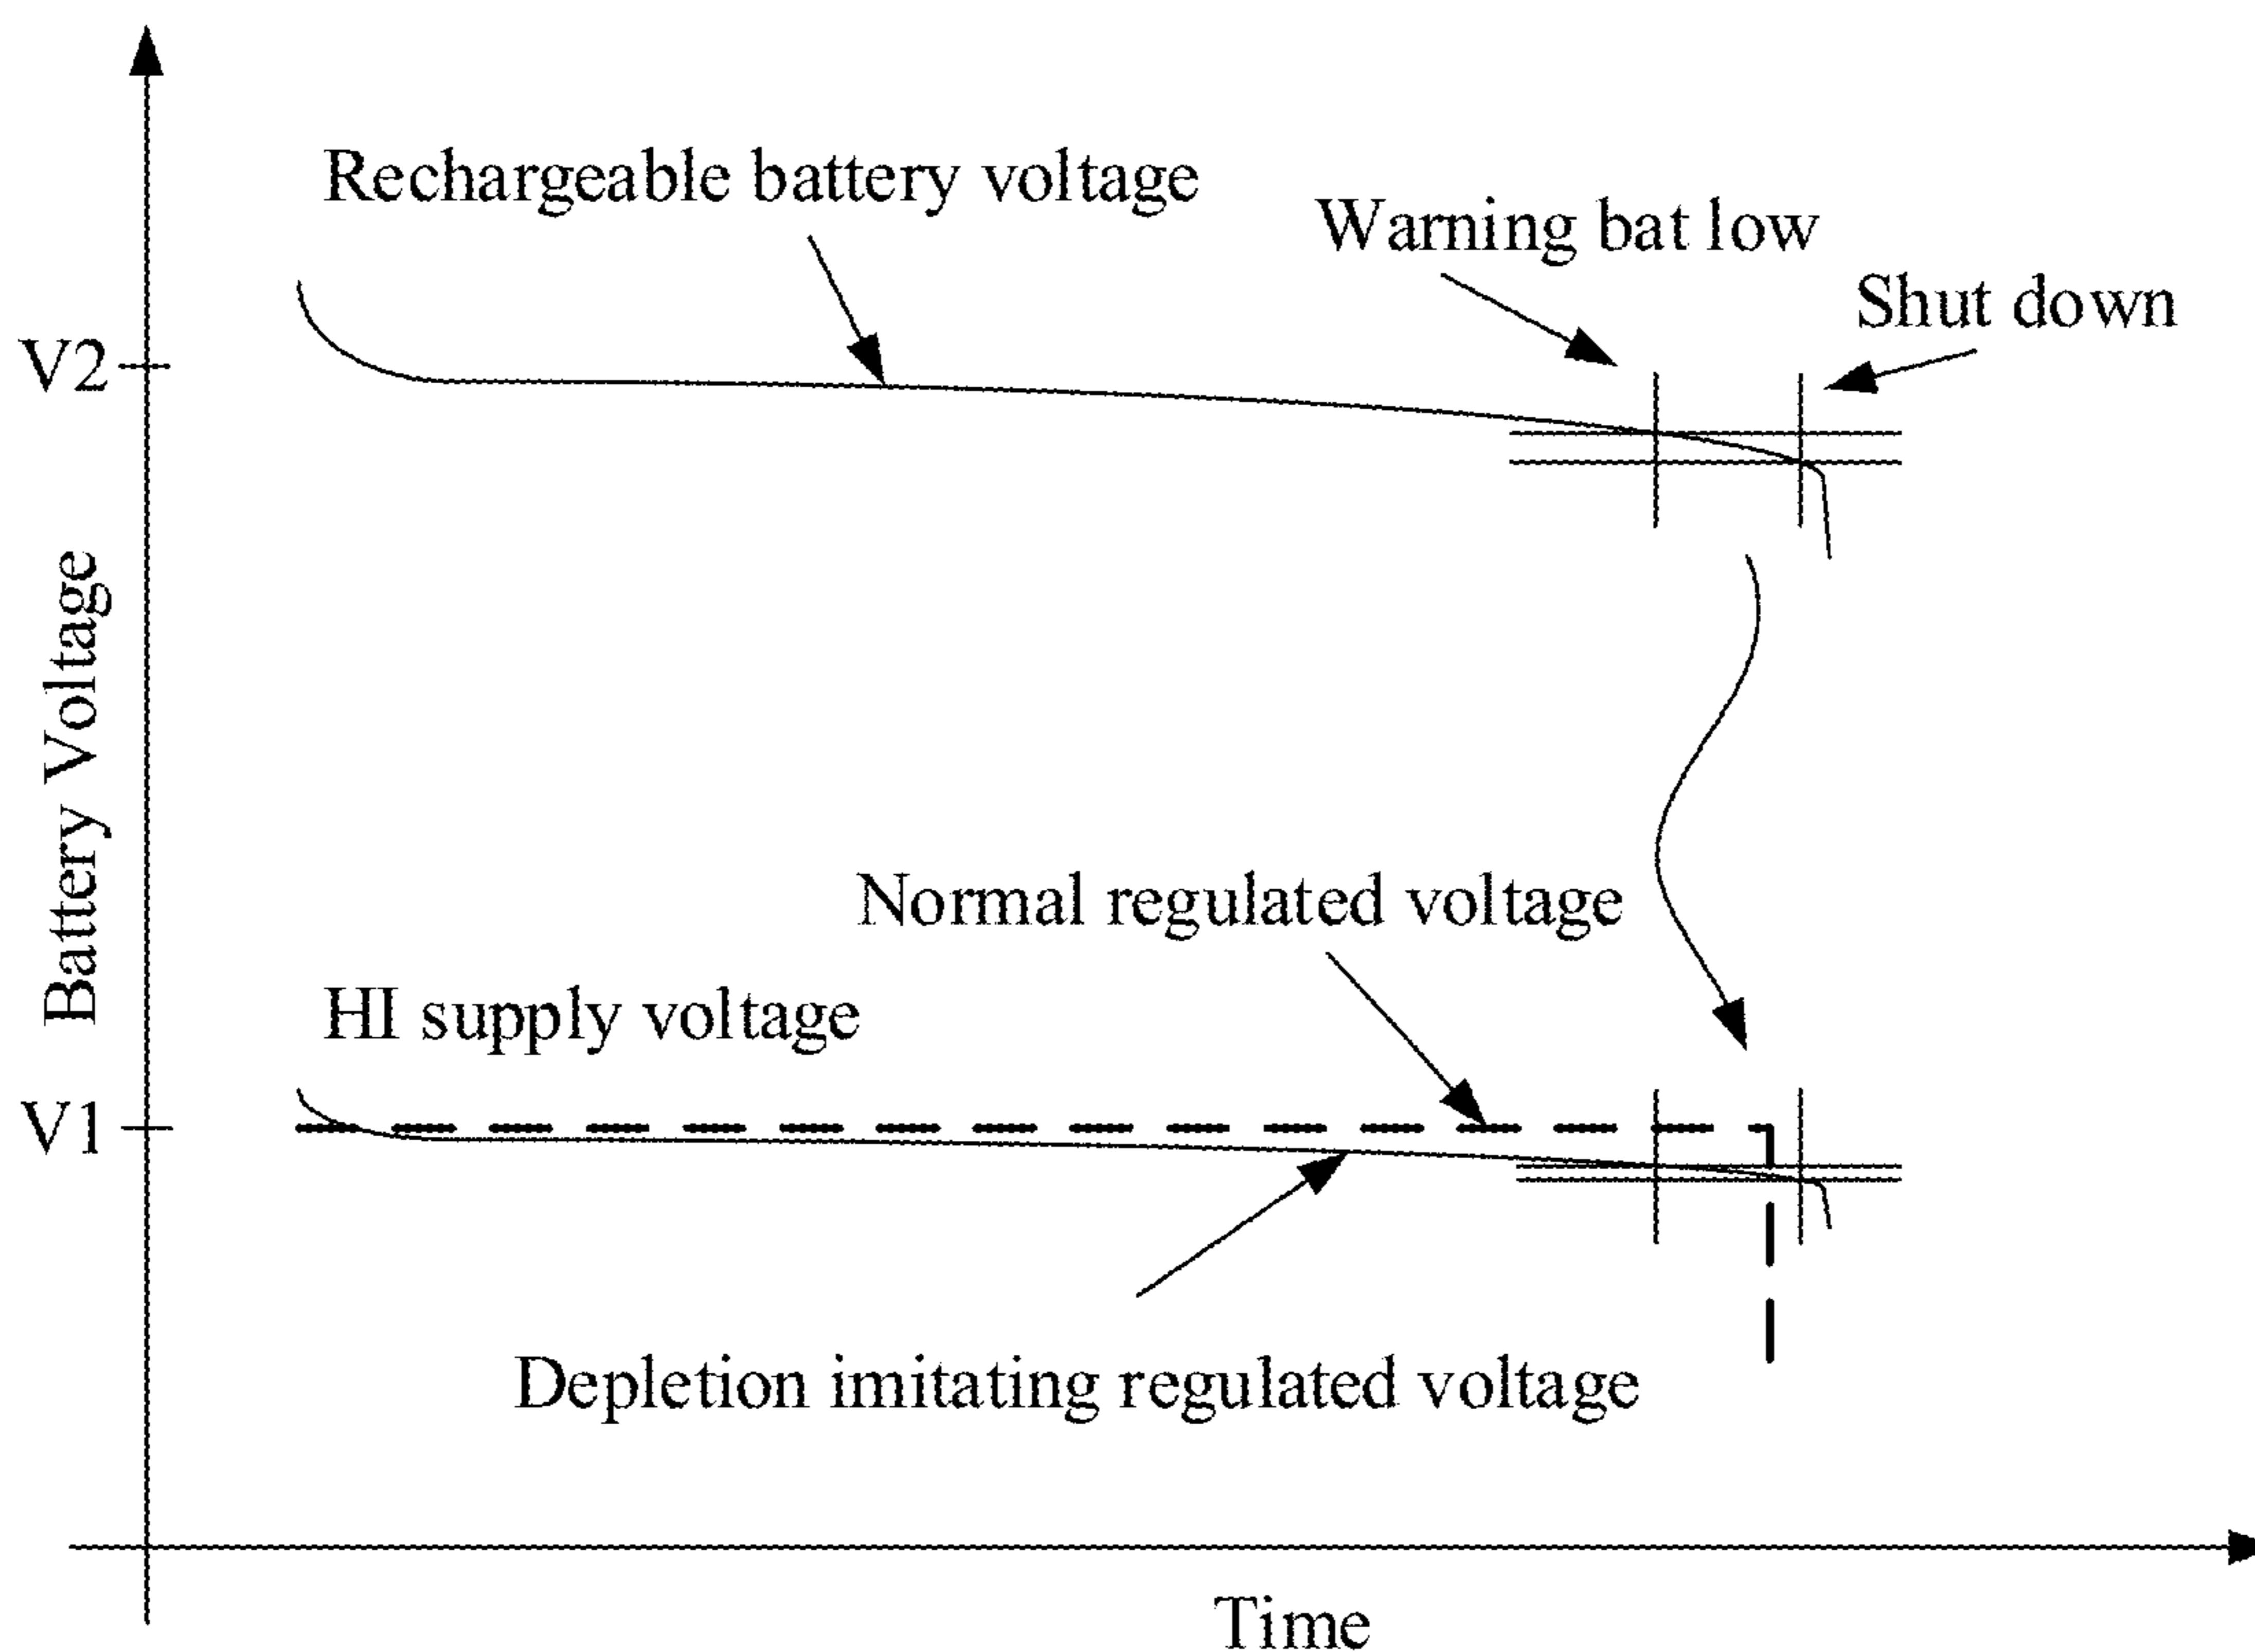 Rechargeable battery voltage
Warning bat low
Shut down
V2
Battery Voltage
Normal regulated voltage
HI supply voltage
V1
Depletion imitating regulated voltage
Time